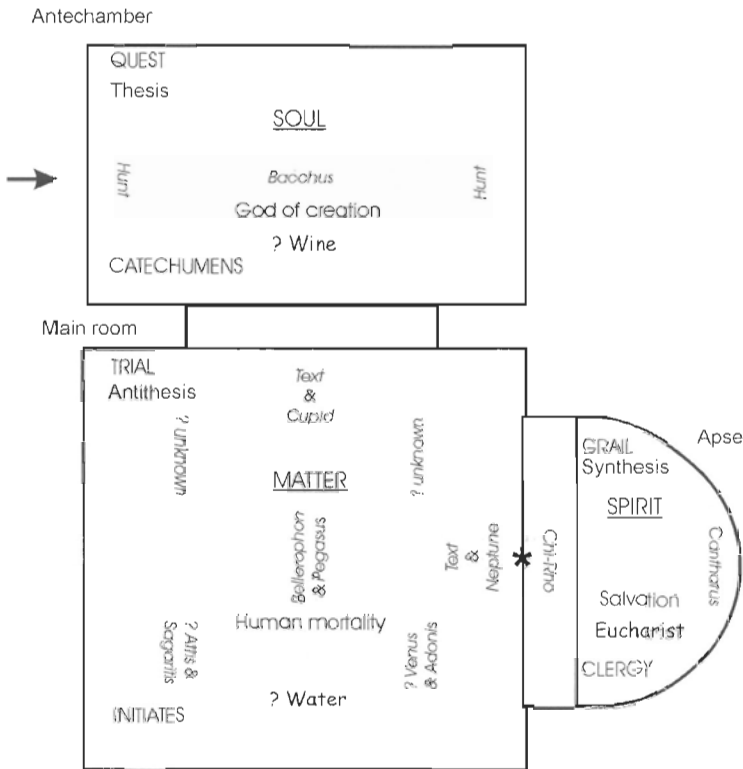 Antechamber
QUEST
Thesis
SOUL
Hunt
Bacchus
Hunt
God of creation
? Wine
CATECHUMENS
Main room
TRIAL
Antithesis
Text
&
Cupid
? unknown
? unknown
MATTER
Bellerophon
& Pegasus
Text
&
Neptune
*
Human mortality
? Attis &
Sagaritis
? Venus
& Adonis
? Water
INITIATES
Apse
GRAIL
Synthesis
SPIRIT
Chi-Rho
Cantharus
Salvation
Eucharist
CLERGY